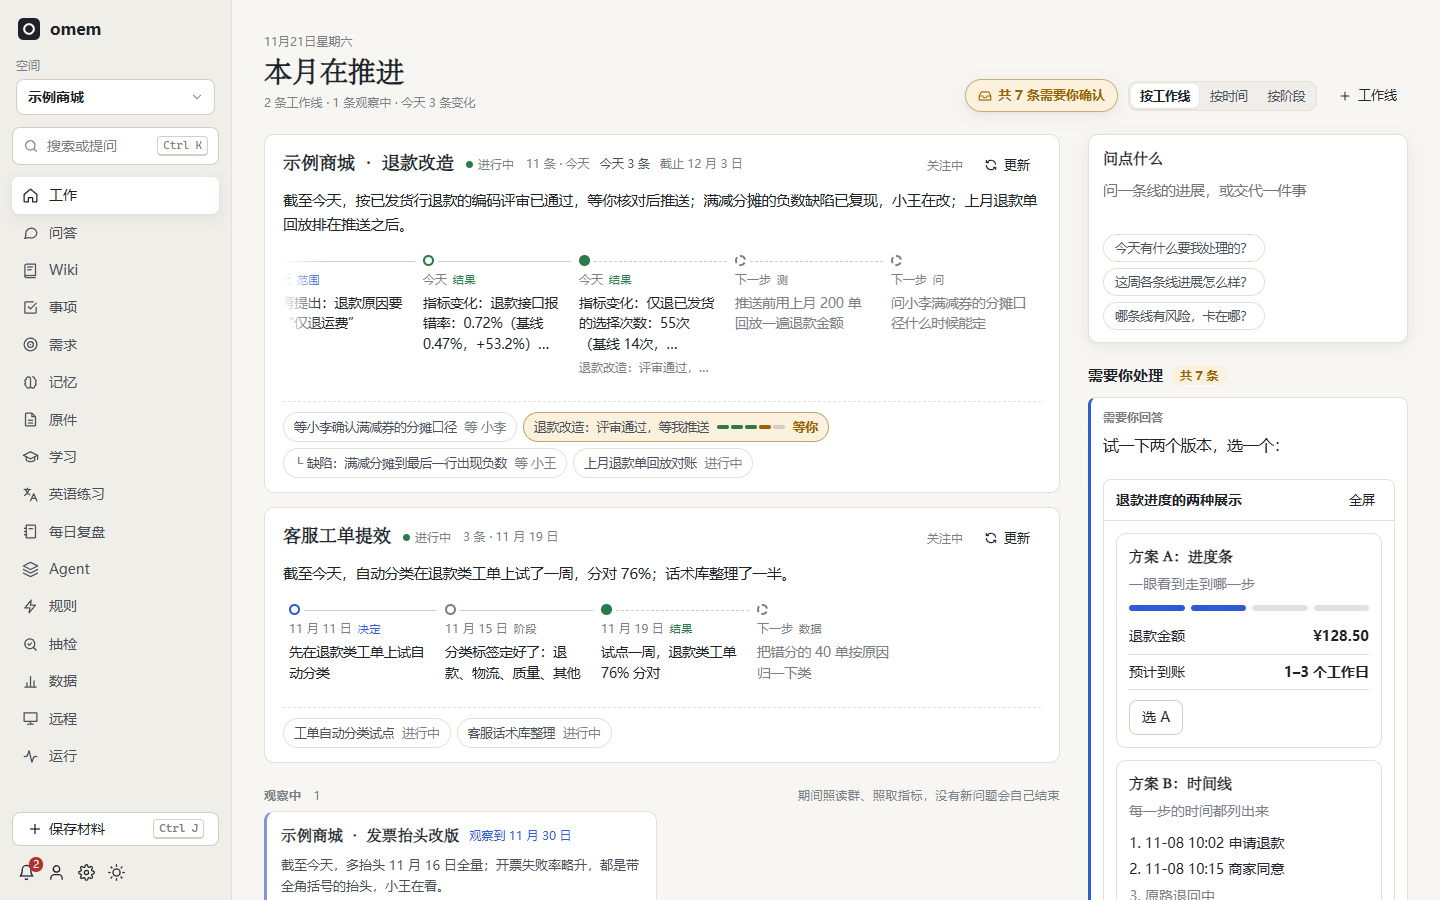 omem
空间
示例商城
搜索或提问 Ctrl K
工作
问答
Wiki
事项
需求
记忆
原件
学习
英语练习
每日复盘
Agent
规则
抽检
数据
远程
运行
+ 保存材料 Ctrl J
2
11月21日星期六
本月在推进
2 条工作线 · 1 条观察中 · 今天 3 条变化
共 7 条需要你确认
按工作线 按时间 按阶段
+ 工作线
示例商城 · 退款改造 进行中 11 条 · 今天 今天 3 条 截止 12 月 3 日 关注中 更新
截至今天，按已发货行退款的编码评审已通过，等你核对后推送；满减分摊的负数缺陷已复现，小王在改；上月退款单
回放排在推送之后。
范围
提出：退款原因要
“仅退运费”
今天 结果
指标变化：退款接口报
错率：0.72%（基线
0.47%，+53.2%）...
今天 结果
指标变化：仅退已发货
的选择次数：55次
（基线 14次，...
退款改造：评审通过，...
下一步 测
推送前用上月 200 单
回放一遍退款金额
下一步 问
问小李满减券的分摊口
径什么时候能定
等小李确认满减券的分摊口径 等 小李
退款改造：评审通过，等我推送 等你
└ 缺陷：满减分摊到最后一行出现负数 等 小王
上月退款单回放对账 进行中
客服工单提效 进行中 3 条 · 11 月 19 日 关注中 更新
截至今天，自动分类在退款类工单上试了一周，分对 76%；话术库整理了一半。
11 月 11 日 决定
先在退款类工单上试自
动分类
11 月 15 日 阶段
分类标签定好了：退
款、物流、质量、其他
11 月 19 日 结果
试点一周，退款类工单
76% 分对
下一步 数据
把错分的 40 单按原因
归一下类
工单自动分类试点 进行中
客服话术库整理 进行中
观察中 1 期间照读群、照取指标，没有新问题会自己结束
示例商城 · 发票抬头改版 观察到 11 月 30 日
截至今天，多抬头 11 月 16 日全量；开票失败率略升，都是带
全角括号的抬头，小王在看。
问点什么
问一条线的进展，或交代一件事
今天有什么要我处理的？
这周各条线进展怎么样？
哪条线有风险，卡在哪？
需要你处理 共 7 条
需要你回答
试一下两个版本，选一个：
退款进度的两种展示 全屏
方案 A：进度条
一眼看到走到哪一步
退款金额 ¥128.50
预计到账 1–3 个工作日
选 A
方案 B：时间线
每一步的时间都列出来
1. 11-08 10:02 申请退款
2. 11-08 10:15 商家同意
3. 原路退回中